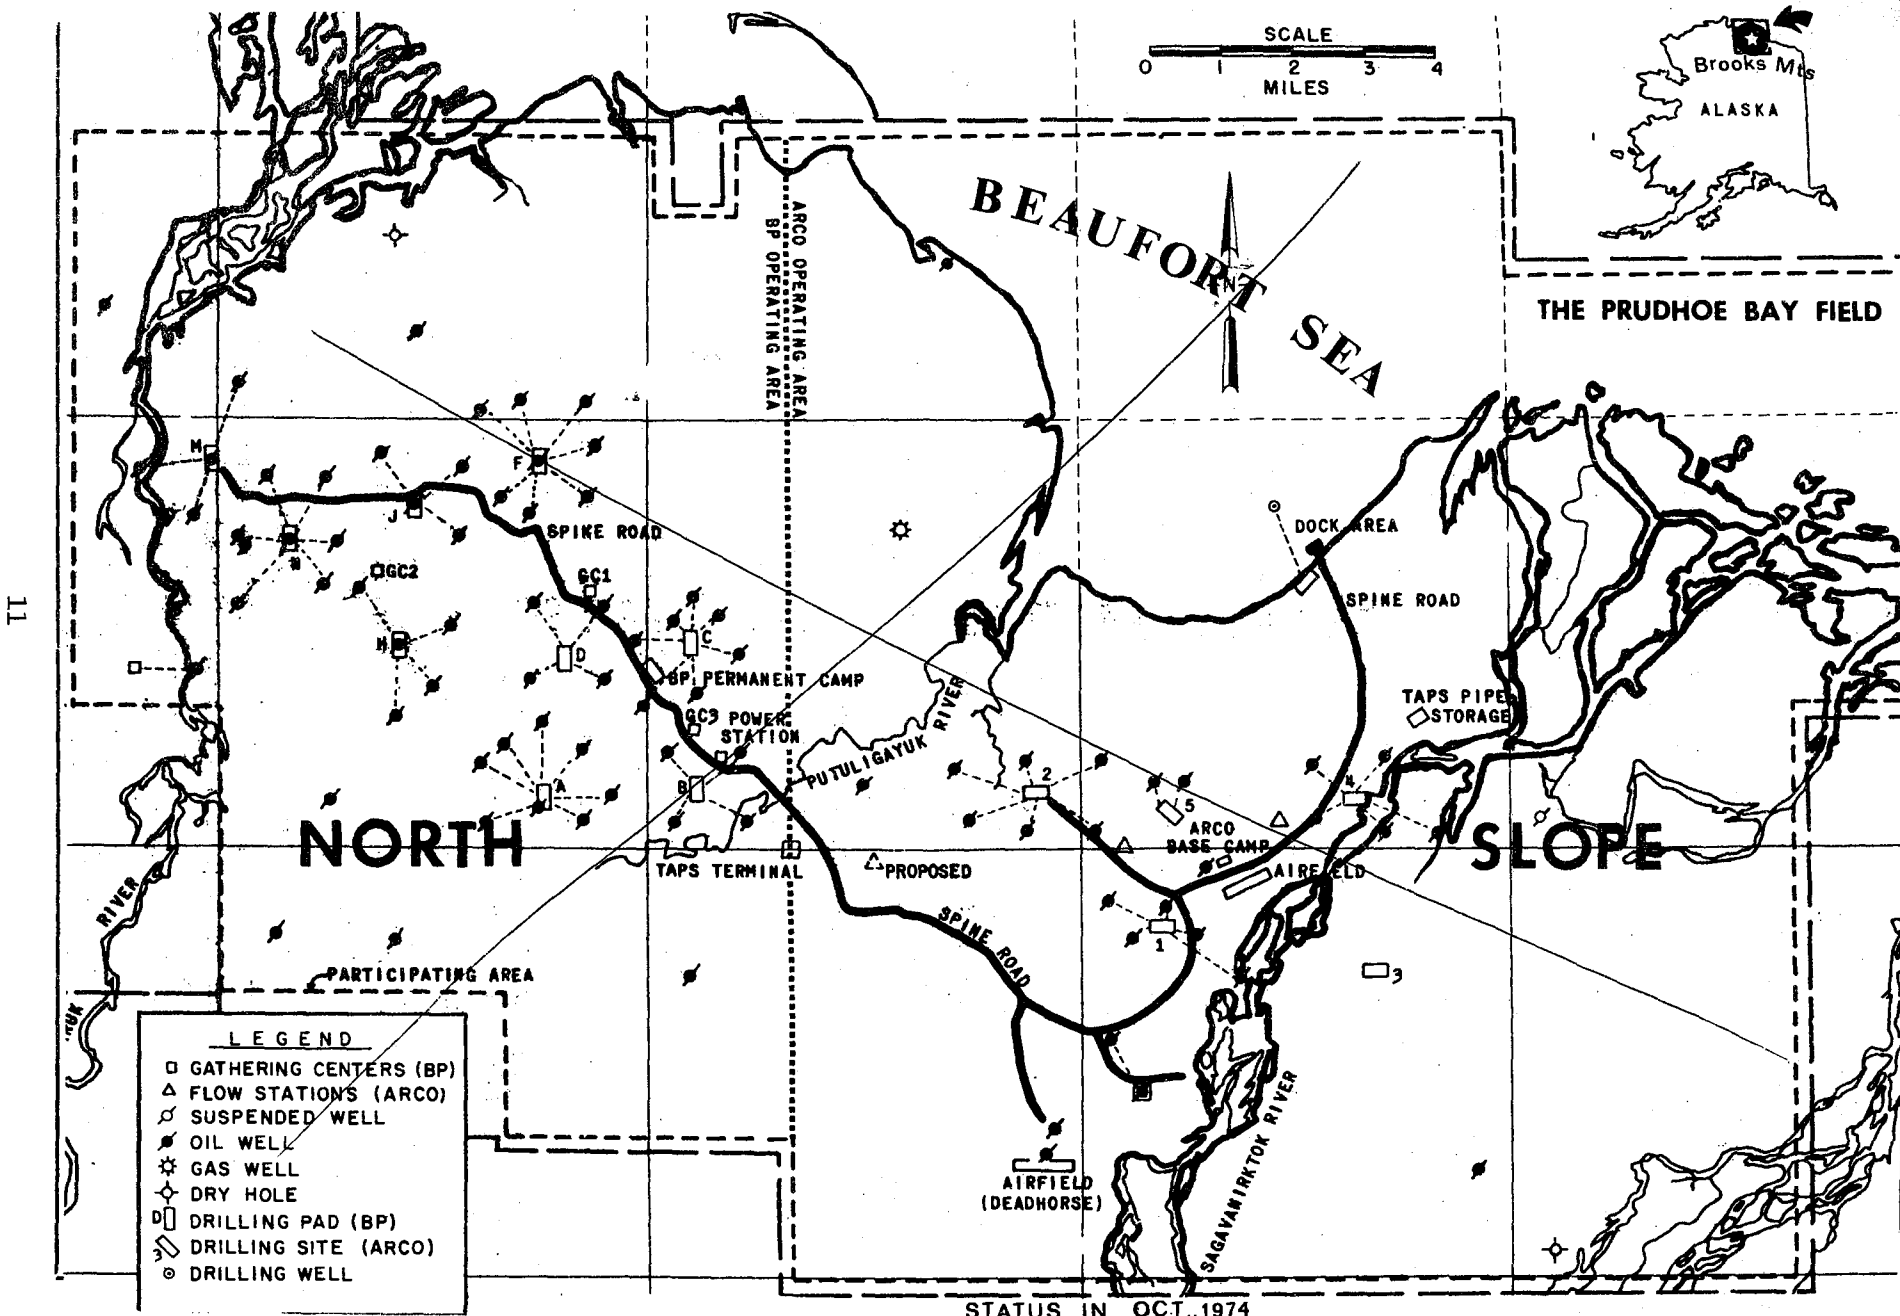 SCALE
0 1 2 3 4
MILES
Brooks Mts
ALASKA
THE PRUDHOE BAY FIELD
BEAUFORT SEA
N
ARCO OPERATING AREA
BP OPERATING AREA
M
F
J
SPINE ROAD
N
GC2
GC1
H
D
C
BP PERMANENT CAMP
GC3
POWER
STATION
A
B
PUTULIGAYUK RIVER
DOCK AREA
SPINE ROAD
TAPS PIPE
STORAGE
2
5
4
ARCO
BASE CAMP
AIRFIELD
NORTH
SLOPE
TAPS TERMINAL
PROPOSED
SPINE ROAD
1
3
RIVER
PARTICIPATING AREA
11
LEGEND
GATHERING CENTERS (BP)
FLOW STATIONS (ARCO)
SUSPENDED WELL
OIL WELL
GAS WELL
DRY HOLE
D DRILLING PAD (BP)
3 DRILLING SITE (ARCO)
DRILLING WELL
AIRFIELD
(DEADHORSE)
SAGAVANIRKTOK RIVER
STATUS IN OCT., 1974